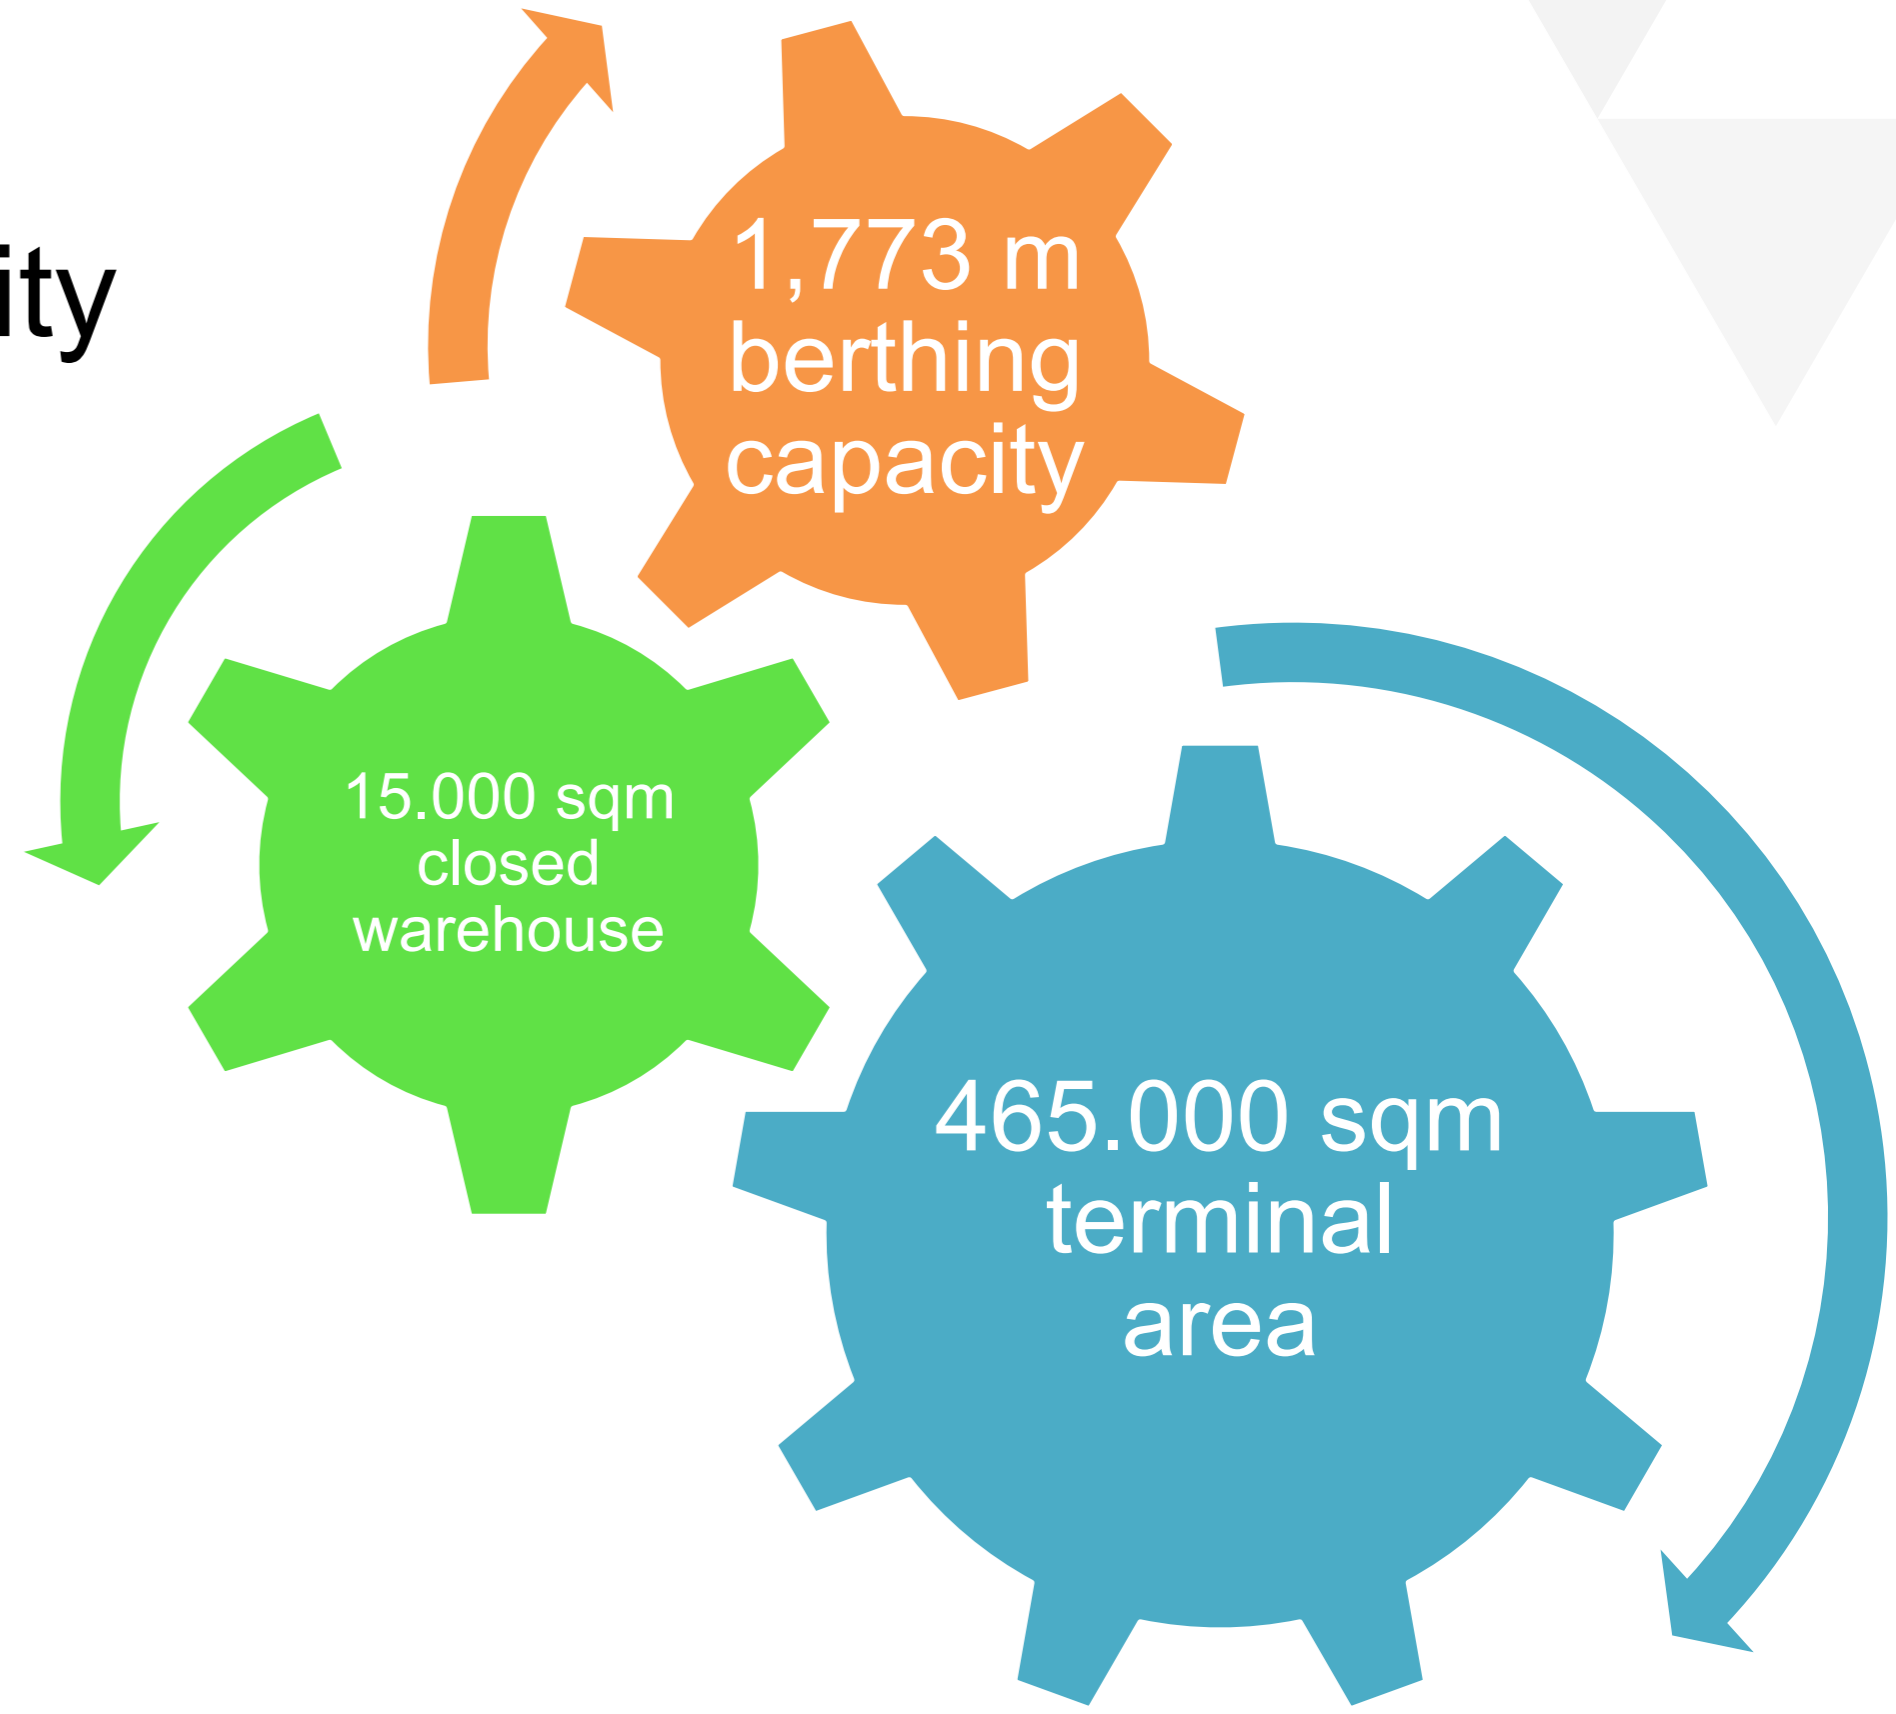 ity
1,773 m
berthing
capacity
15.000 sqm
closed
warehouse
465.000 sqm
terminal
area